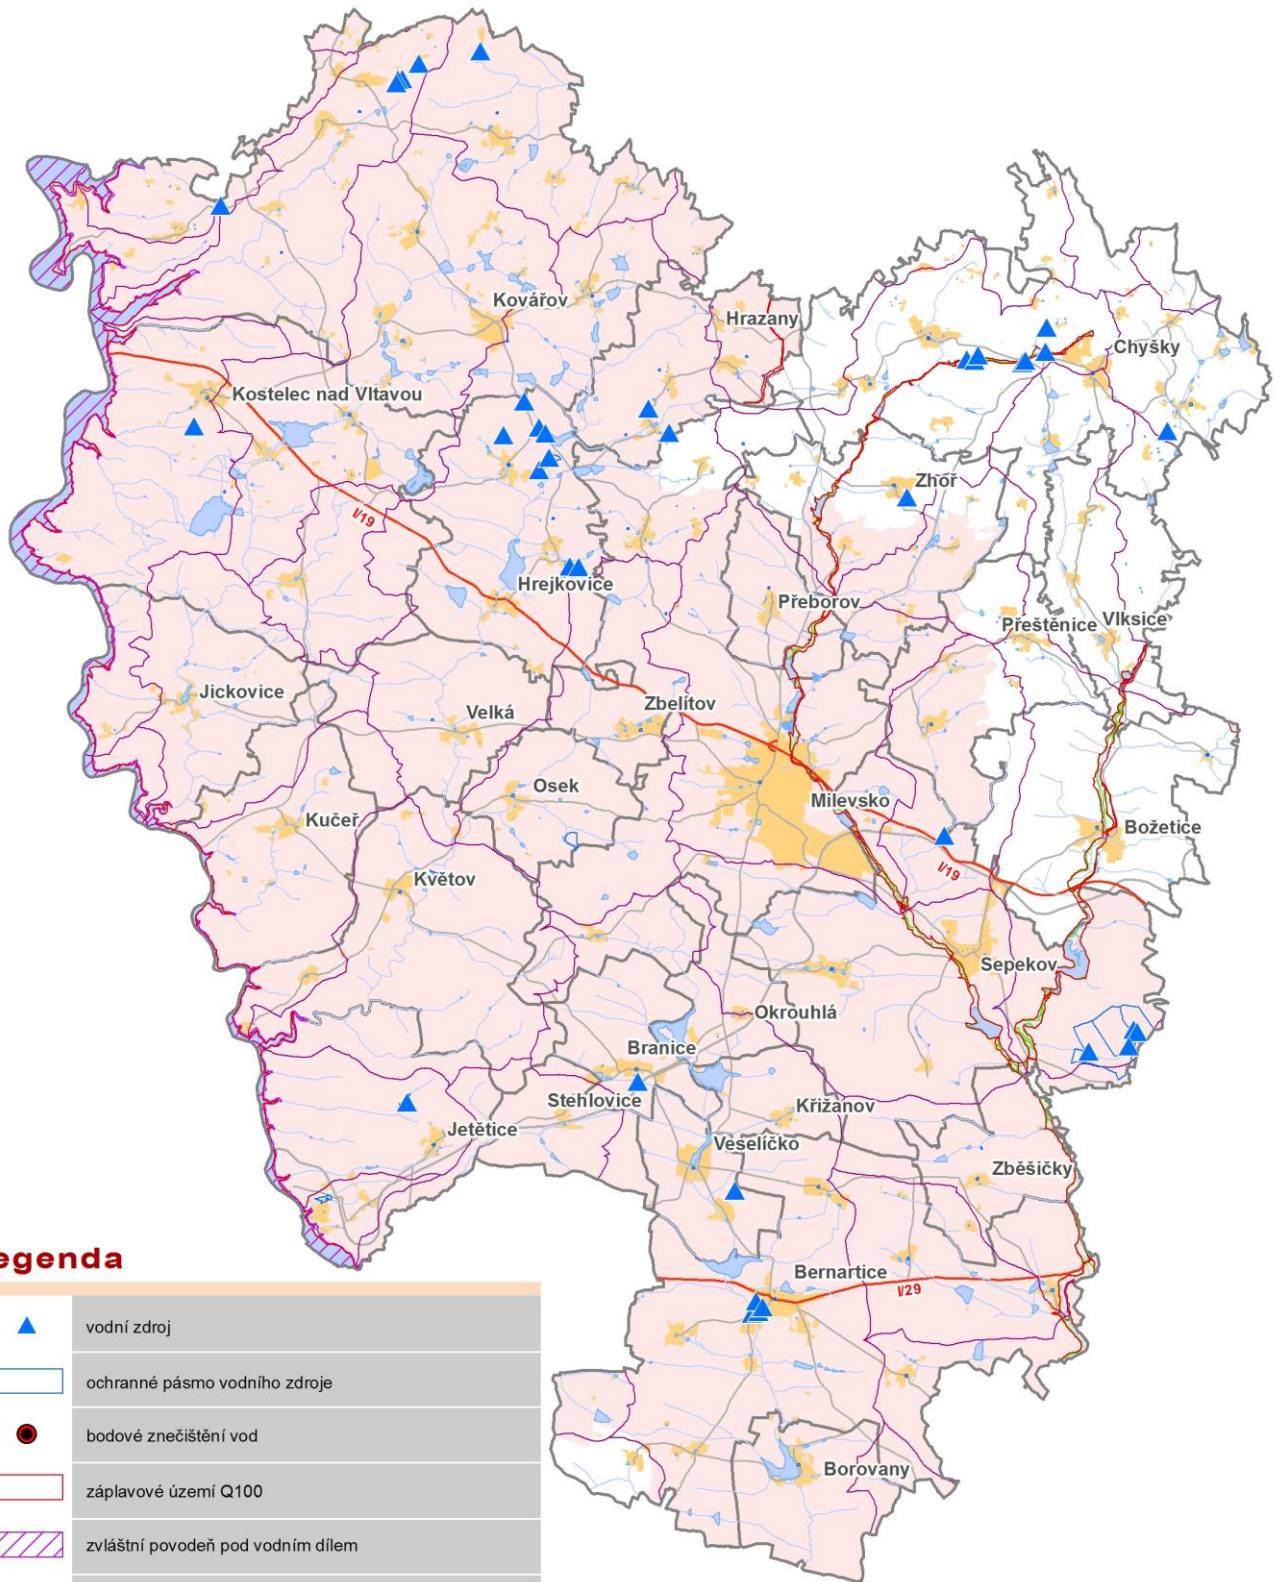 Kovářov
Hrazany
Chyšky
Kostelec nad Vltavou
Zhoř
I/19
Hrejkovice
Přeborov
Přeštěnice
Vlksice
Jickovice
Velká
Zbelítov
Osek
Milevsko
Kučeř
Božetice
Květov
I/19
Sepekov
Okrouhlá
Branice
Stehlovice
Křižanov
Jetětice
Veselíčko
Zběšičky
Bernartice
I/29
Borovany
egenda
vodní zdroj
ochranné pásmo vodního zdroje
bodové znečištění vod
záplavové území Q100
zvláštní povodeň pod vodním dílem